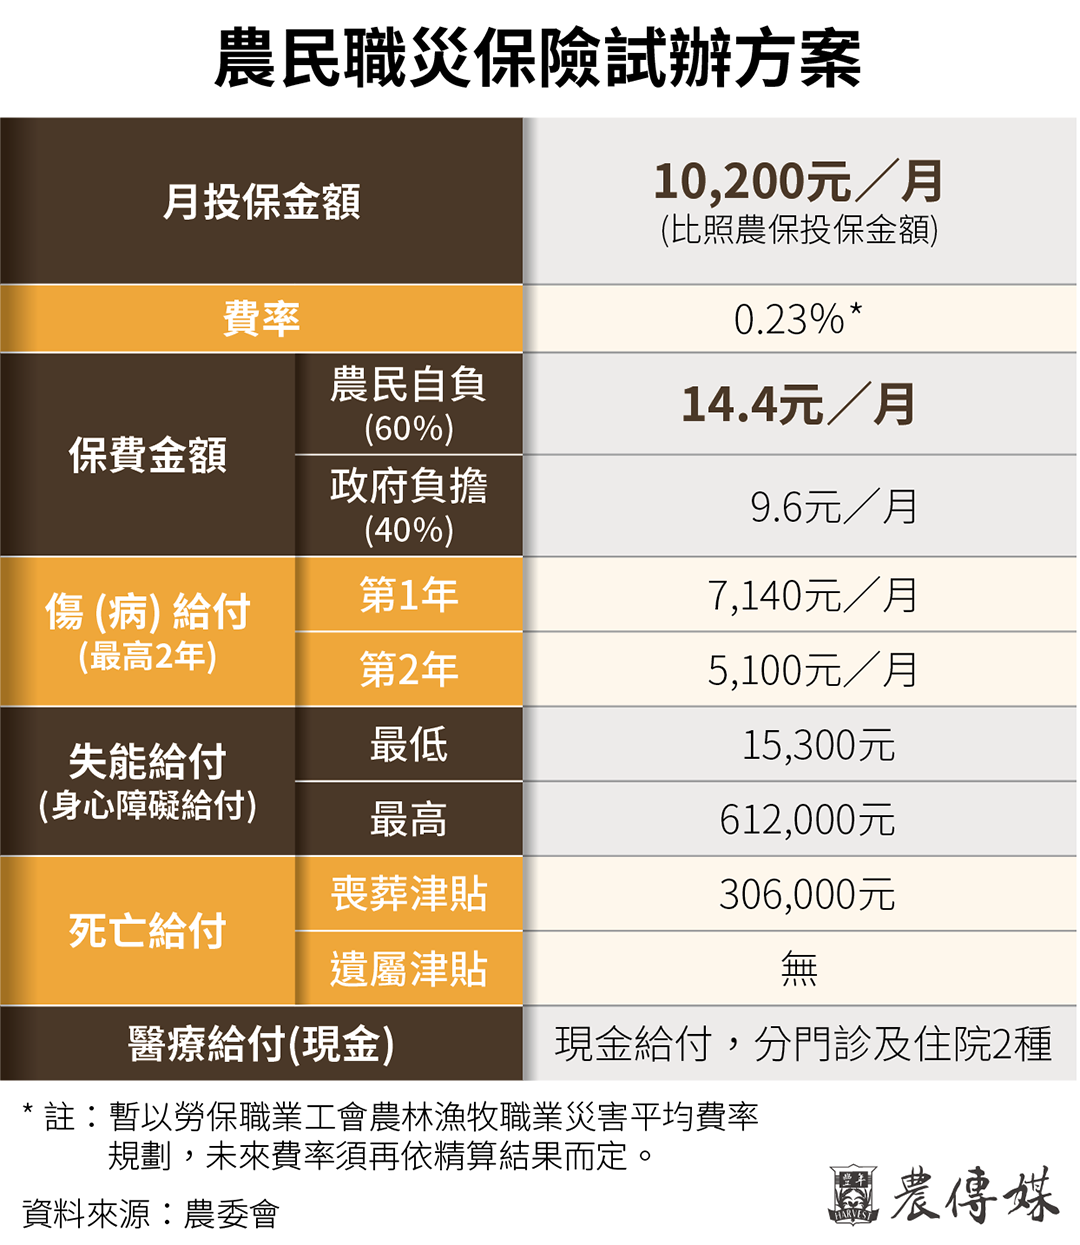 農民職災保險試辦方案
月投保金額
10,200元／月
(比照農保投保金額)
費率
0.23%*
保費金額
農民自負
(60%)
14.4元／月
政府負擔
(40%)
9.6元／月
傷 (病) 給付
(最高2年)
第1年
7,140元／月
第2年
5,100元／月
失能給付
(身心障礙給付)
最低
15,300元
最高
612,000元
死亡給付
喪葬津貼
306,000元
遺屬津貼
無
醫療給付(現金)
現金給付，分門診及住院2種
* 註：暫以勞保職業工會農林漁牧職業災害平均費率
規劃，未來費率須再依精算結果而定。
資料來源：農委會
豐年
HARVEST
農傳媒